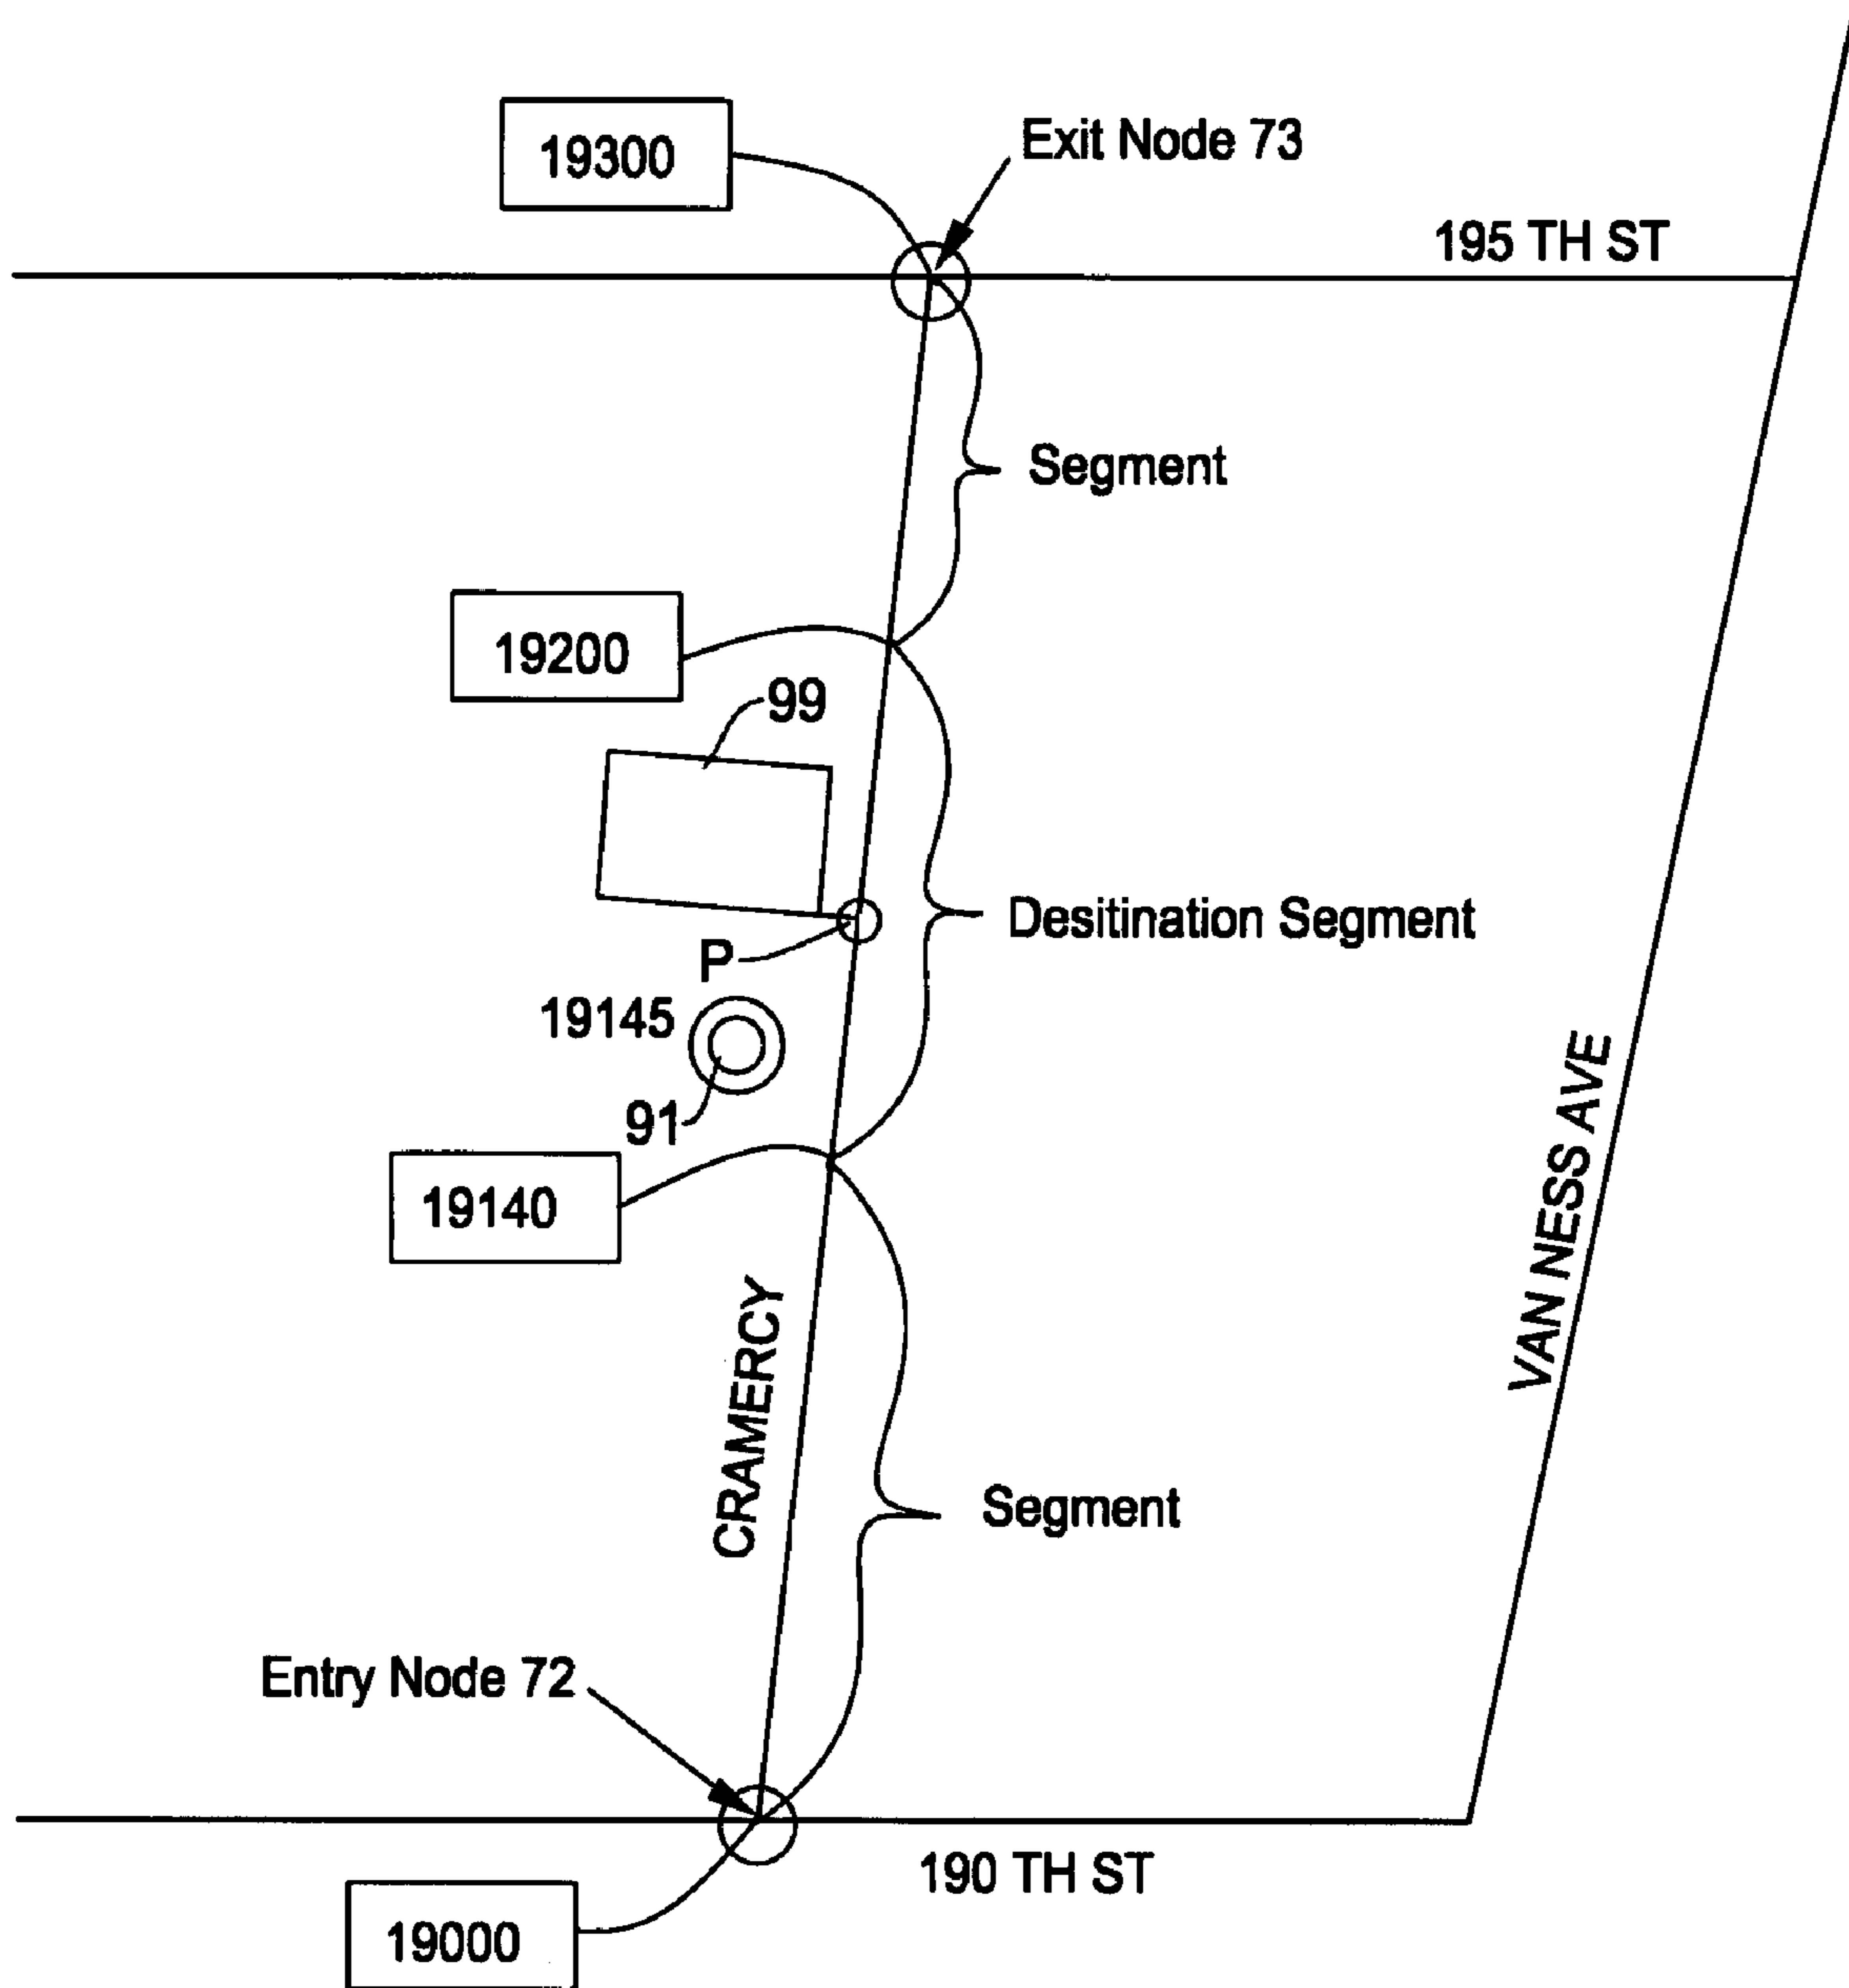 19300
Exit Node 73
195 TH ST
Segment
19200
99
Desitination Segment
P
19145
91
19140
VAN NESS AVE
CRAMERCY
Segment
Entry Node 72
190 TH ST
19000